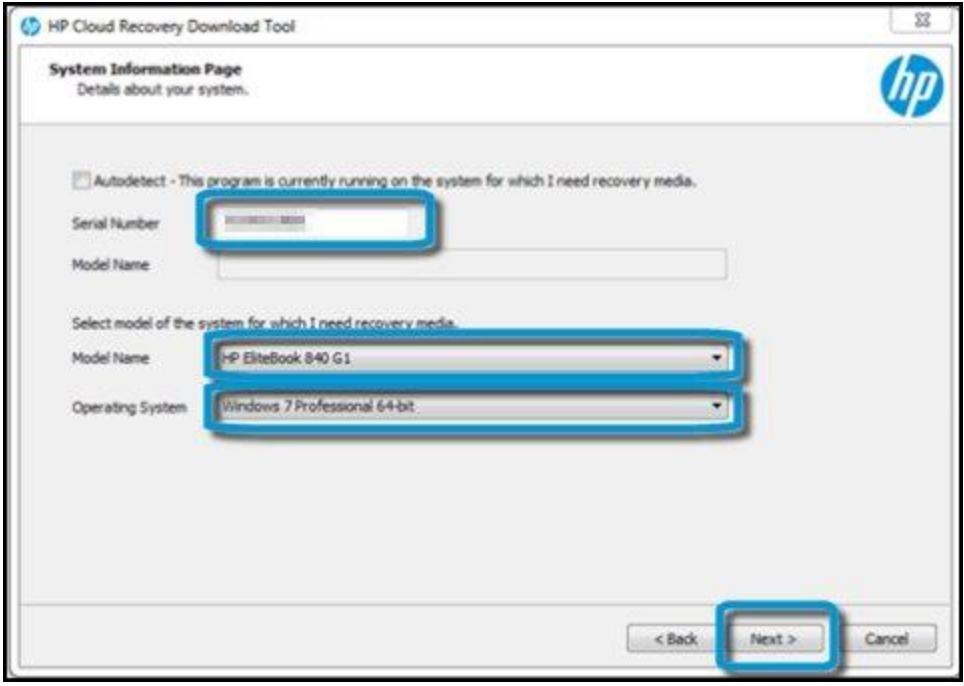 HP Cloud Recovery Download Tool
System Information Page
hp
Details about your system.
Autodetect - This program is currently running on the system for which I need recovery media.
Serial Number
Model Name
Select model of the system for which I need recovery media.
Model Name HP EliteBook 840 G1
Operating System Windows 7 Professional 64-bit
< Back Next > Cancel